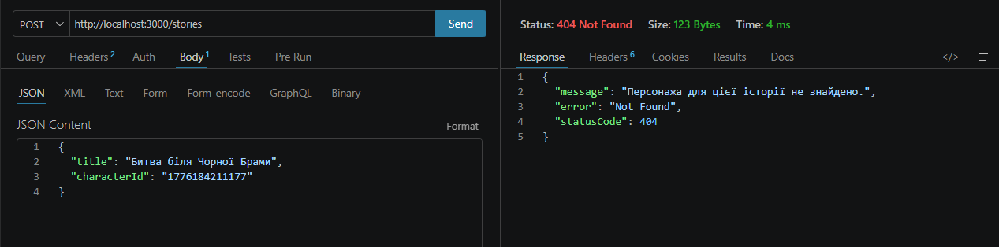 POST http://localhost:3000/stories Send
Query Headers 2 Auth Body 1 Tests Pre Run
JSON XML Text Form Form-encode GraphQL Binary
JSON Content Format
1 {
2 "title": "Битва біля Чорної Брами",
3 "characterId": "1776184211177"
4 }
Status: 404 Not Found Size: 123 Bytes Time: 4 ms
Response Headers 6 Cookies Results Docs </>
1 {
2 "message": "Персонажа для цієї історії не знайдено.",
3 "error": "Not Found",
4 "statusCode": 404
5 }